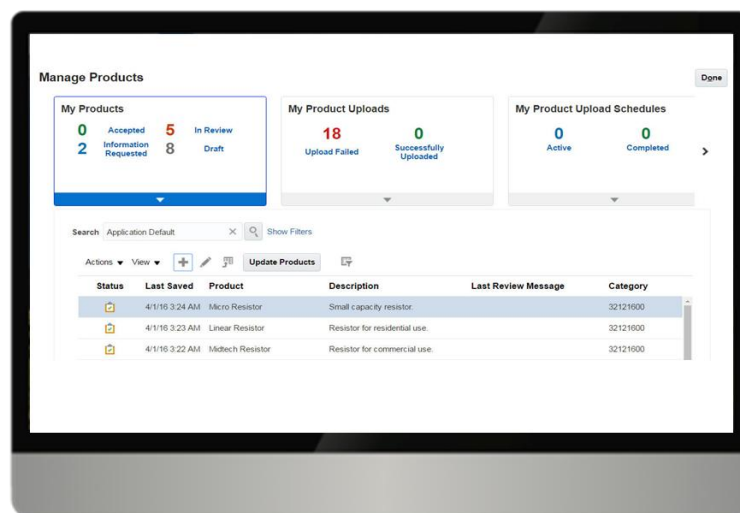 Manage Products
Done
My Products
0 Accepted 5 In Review
2 Information Requested 8 Draft
My Product Uploads
18 0
Upload Failed Successfully Uploaded
My Product Upload Schedules
0 0
Active Completed
Search Application Default Show Filters
Actions View Update Products
Status Last Saved Product Description Last Review Message Category
4/1/16 3:24 AM Micro Resistor Small capacity resistor. 32121600
4/1/16 3:23 AM Linear Resistor Resistor for residential use. 32121600
4/1/16 3:22 AM Midtech Resistor Resistor for commercial use. 32121600